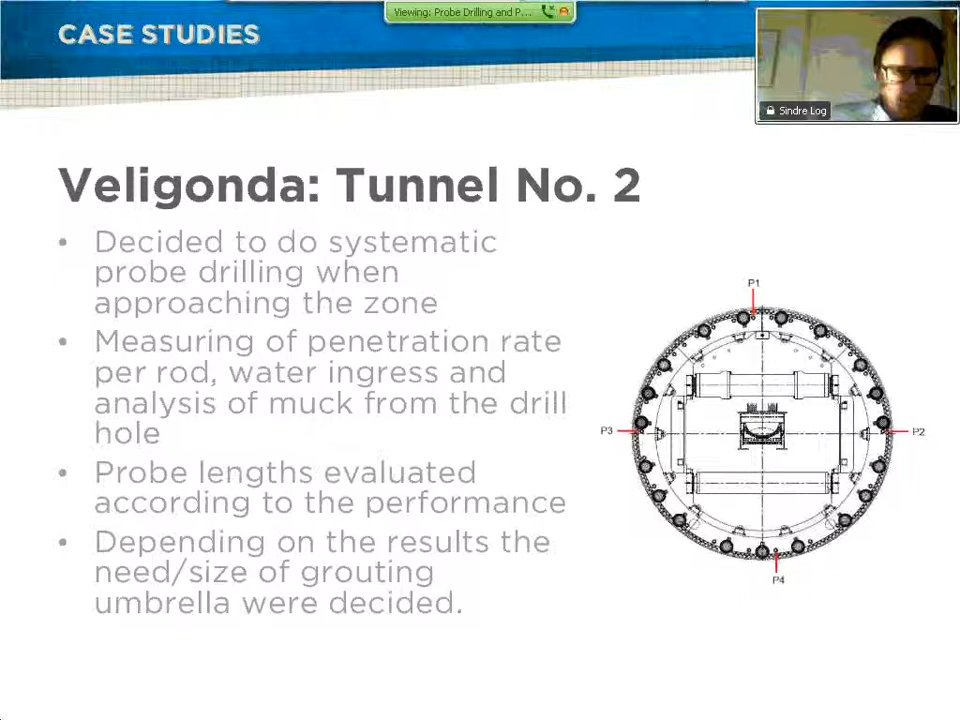 Viewing: Probe Drilling and P...
CASE STUDIES
Sindre Log
Veligonda: Tunnel No. 2
• Decided to do systematic
probe drilling when
approaching the zone
• Measuring of penetration rate
per rod, water ingress and
analysis of muck from the drill
hole
• Probe lengths evaluated
according to the performance
• Depending on the results the
need/size of grouting
umbrella were decided.
P1
P3
P2
P4